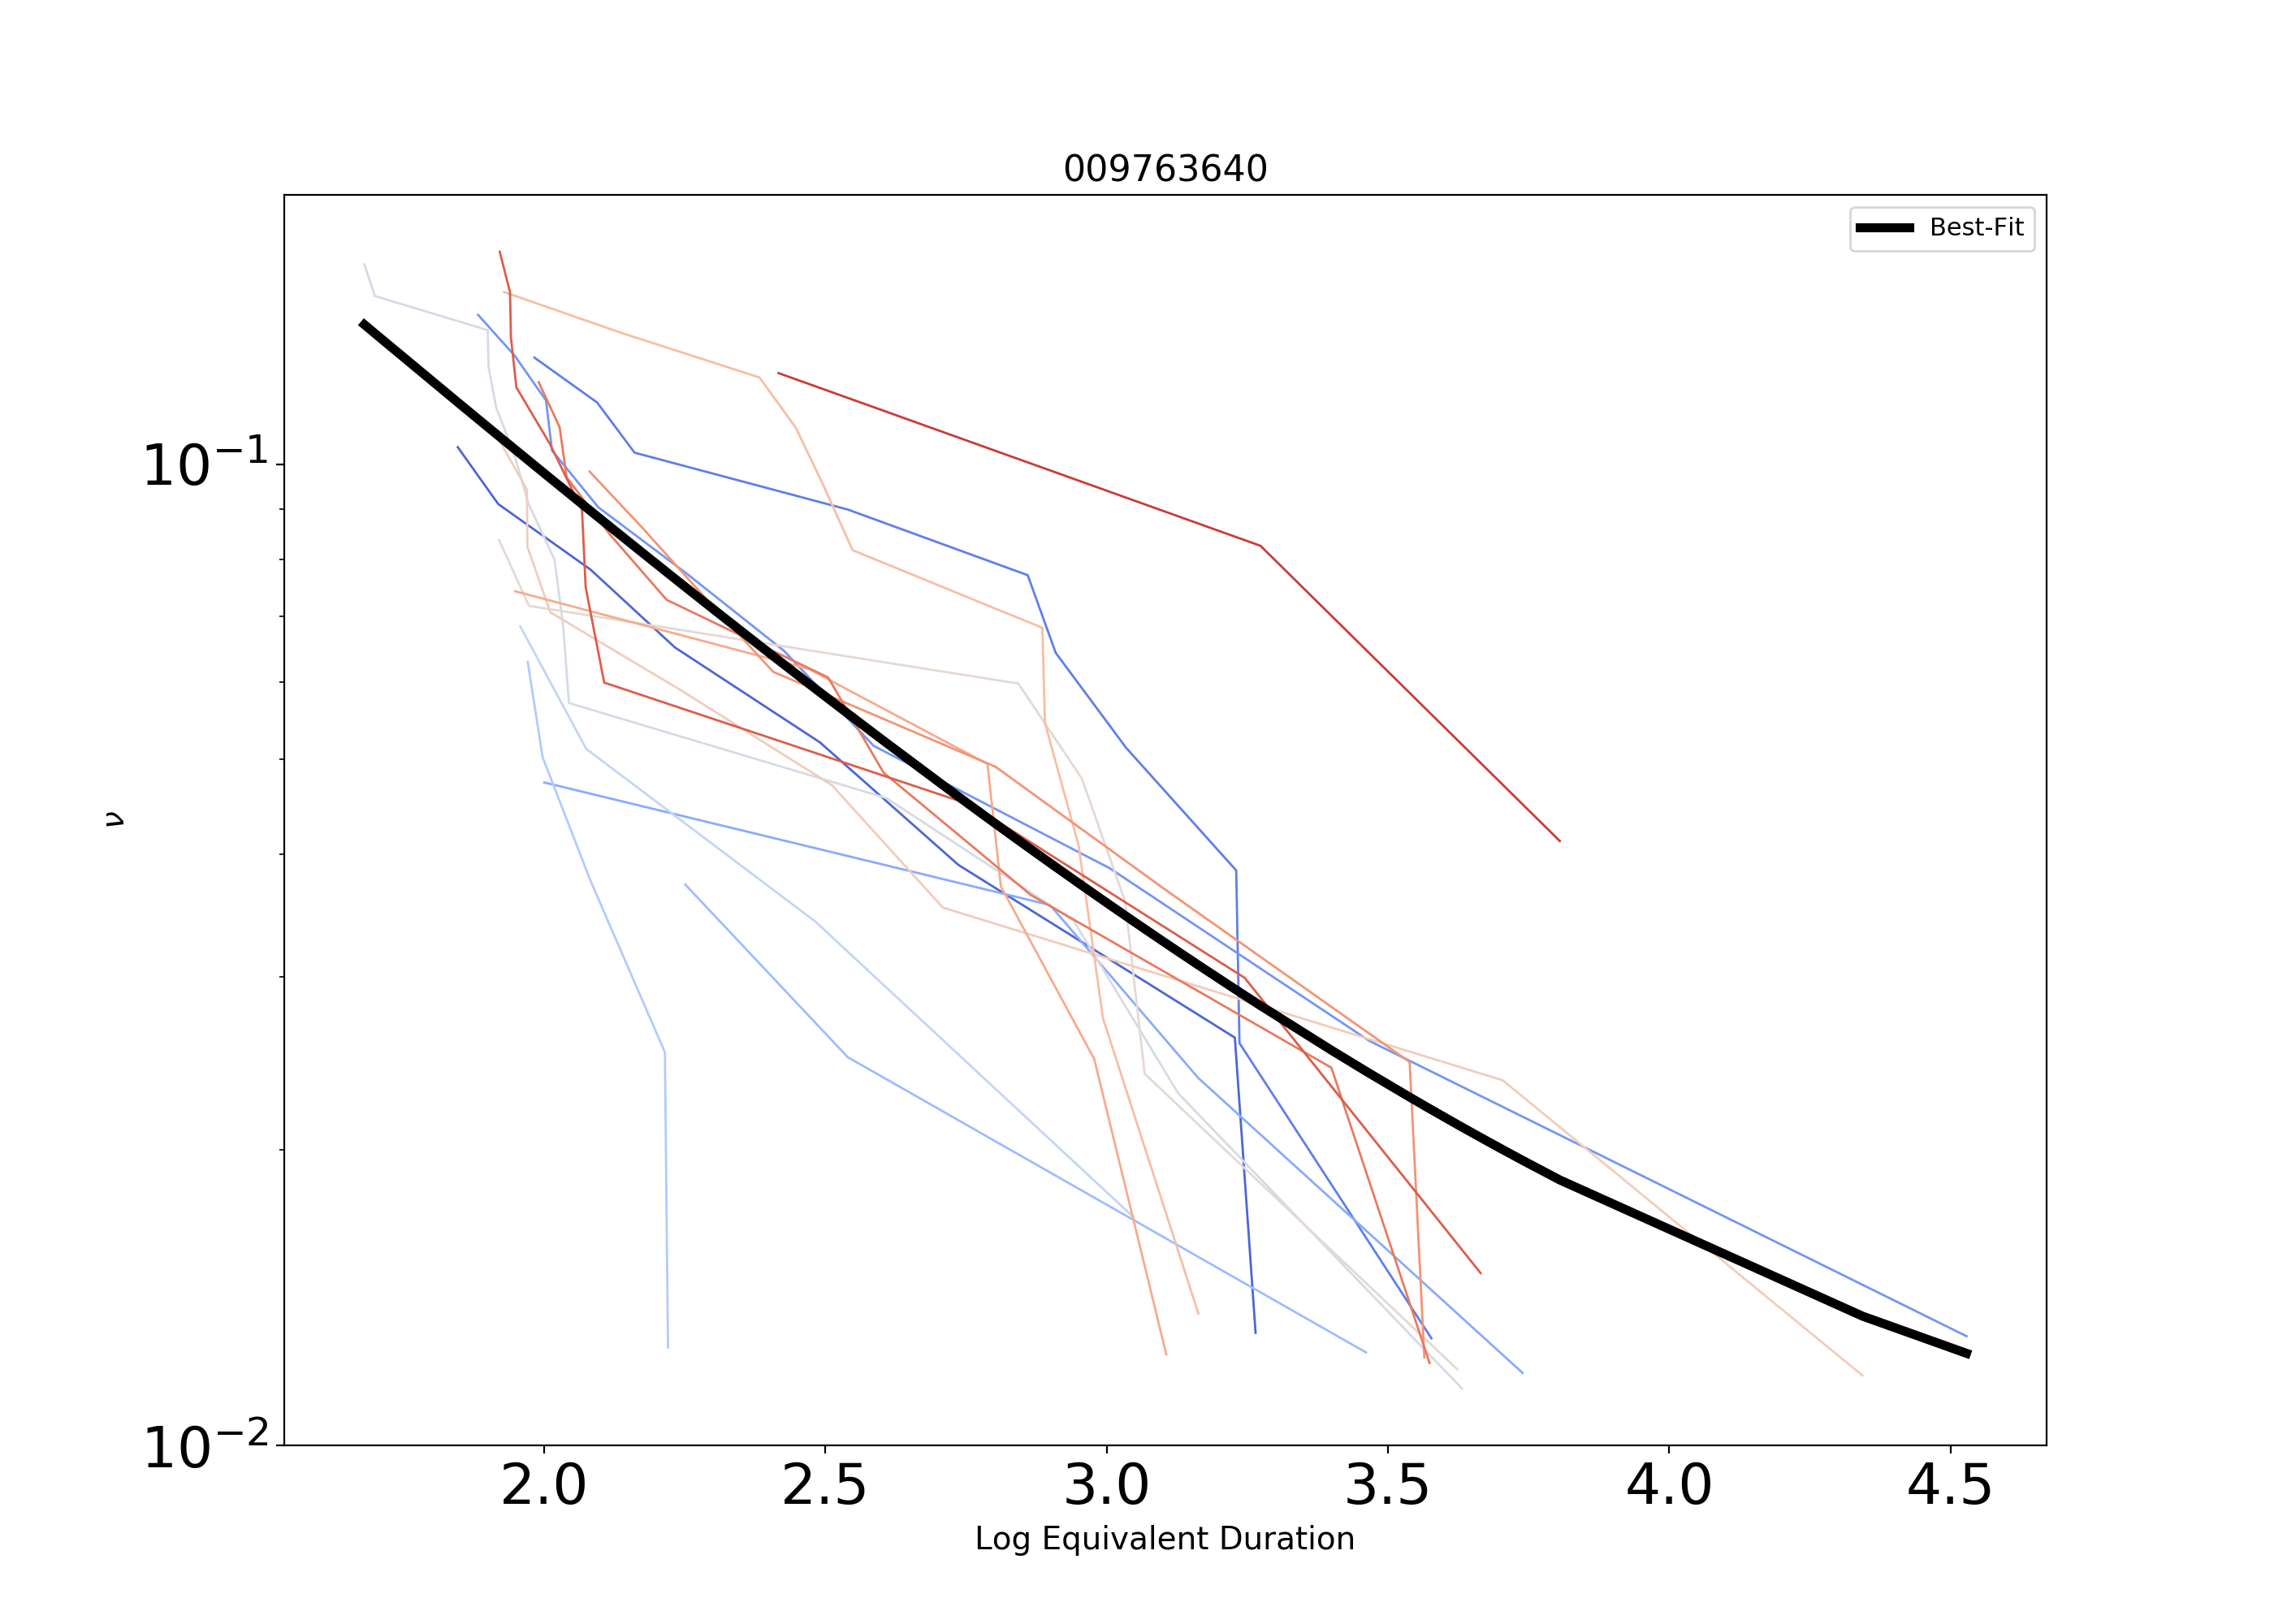 009763640
Best-Fit
10⁻¹
ν
10⁻²
2.0 2.5 3.0 3.5 4.0 4.5
Log Equivalent Duration